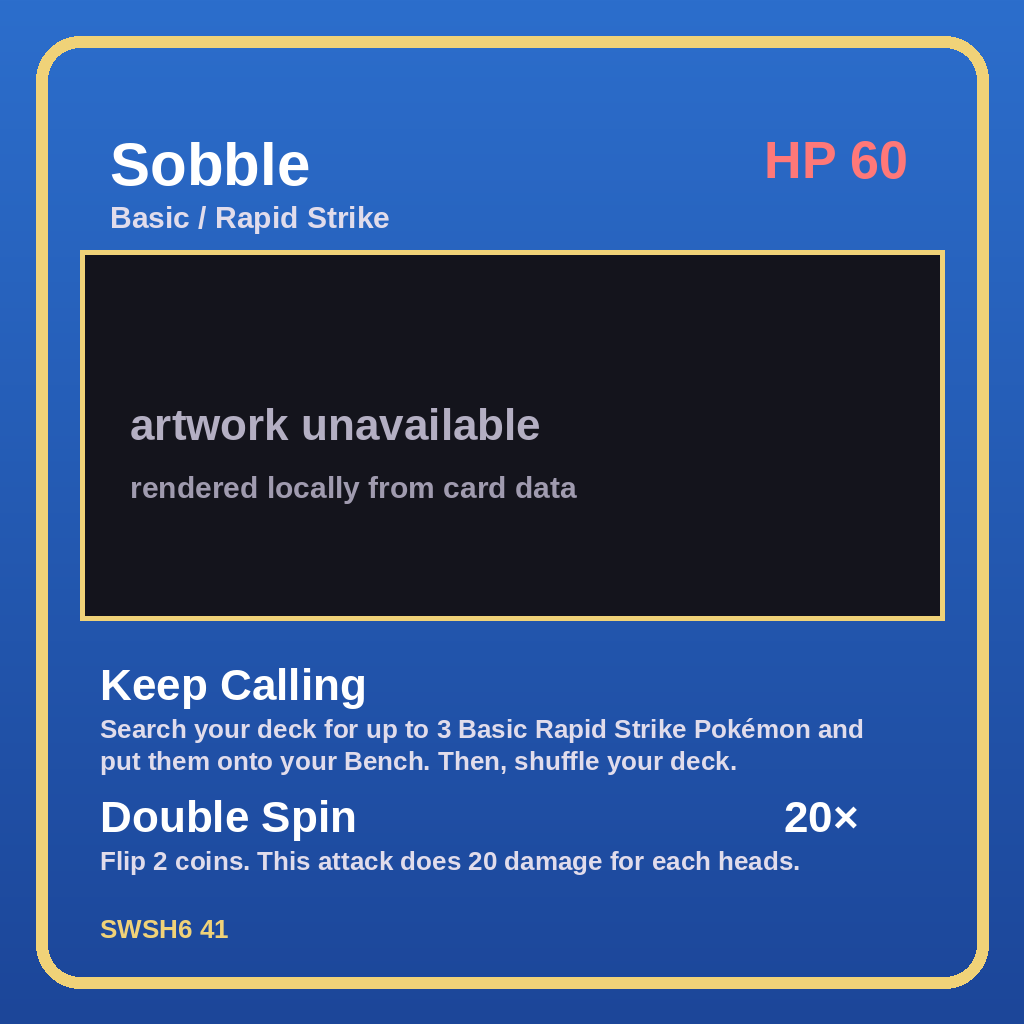 Sobble
HP 60
Basic / Rapid Strike
artwork unavailable
rendered locally from card data
Keep Calling
Search your deck for up to 3 Basic Rapid Strike Pokémon and
put them onto your Bench. Then, shuffle your deck.
Double Spin
20×
Flip 2 coins. This attack does 20 damage for each heads.
SWSH6 41